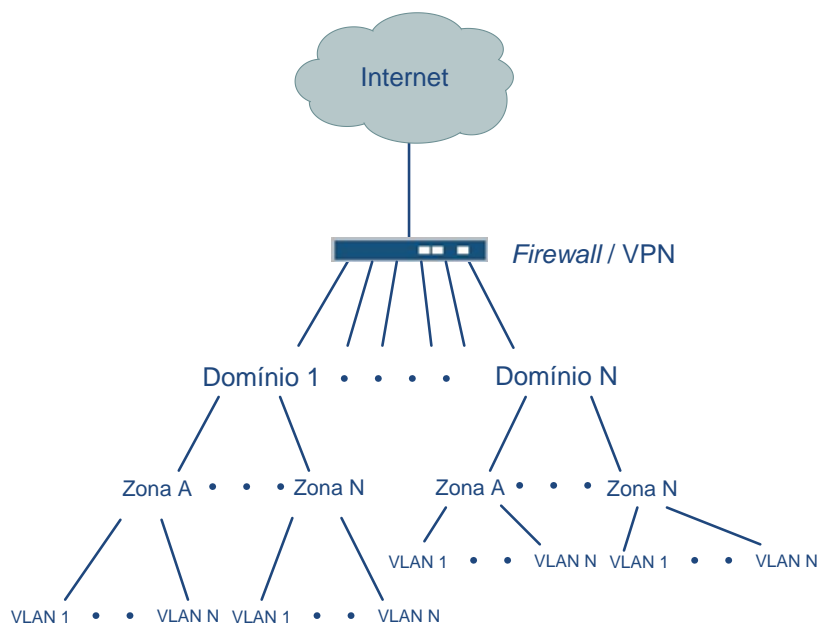 Internet
Firewall / VPN
Domínio 1 • • • • Domínio N
Zona A • • • Zona N Zona A • • • Zona N
VLAN 1 • • VLAN N VLAN 1 • • VLAN N
VLAN 1 • • VLAN N VLAN 1 • • VLAN N